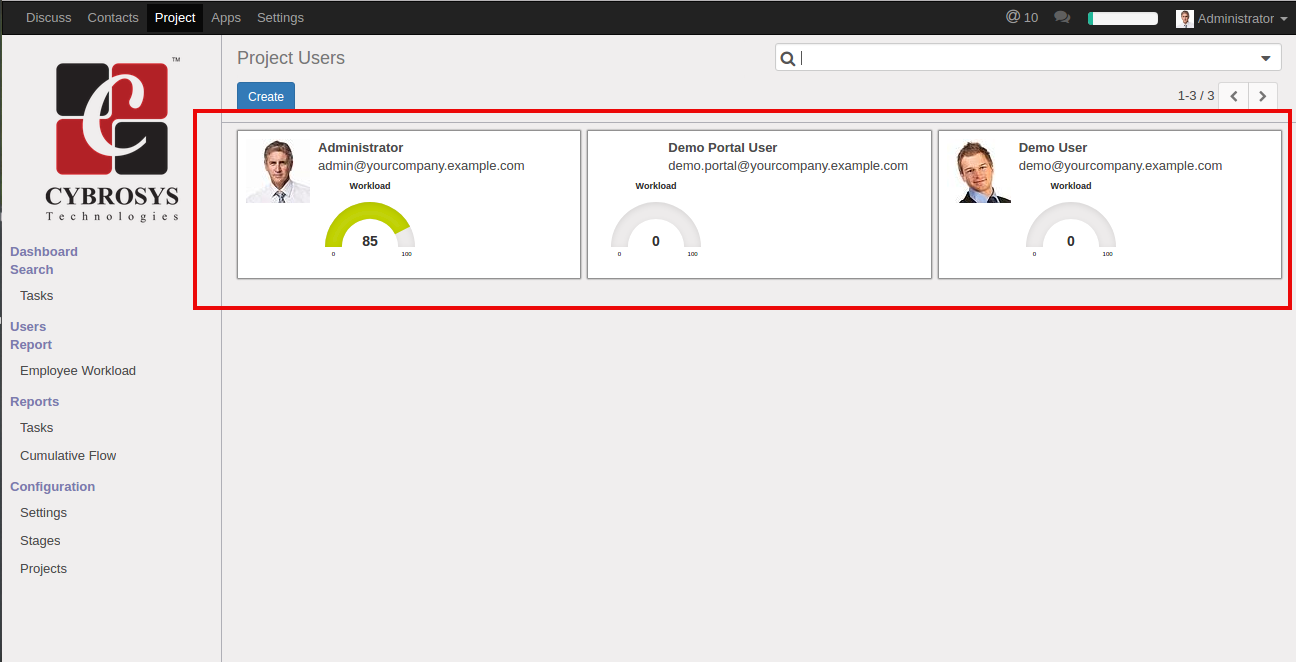 Discuss Contacts Project Apps Settings @ 10 Administrator
TM
CYBROSYS
Technologies
Dashboard
Search
Tasks
Users
Report
Employee Workload
Reports
Tasks
Cumulative Flow
Configuration
Settings
Stages
Projects
Project Users
Create
1-3 / 3
Administrator
admin@yourcompany.example.com
Workload
85
0 100
Demo Portal User
demo.portal@yourcompany.example.com
Workload
0
0 100
Demo User
demo@yourcompany.example.com
Workload
0
0 100